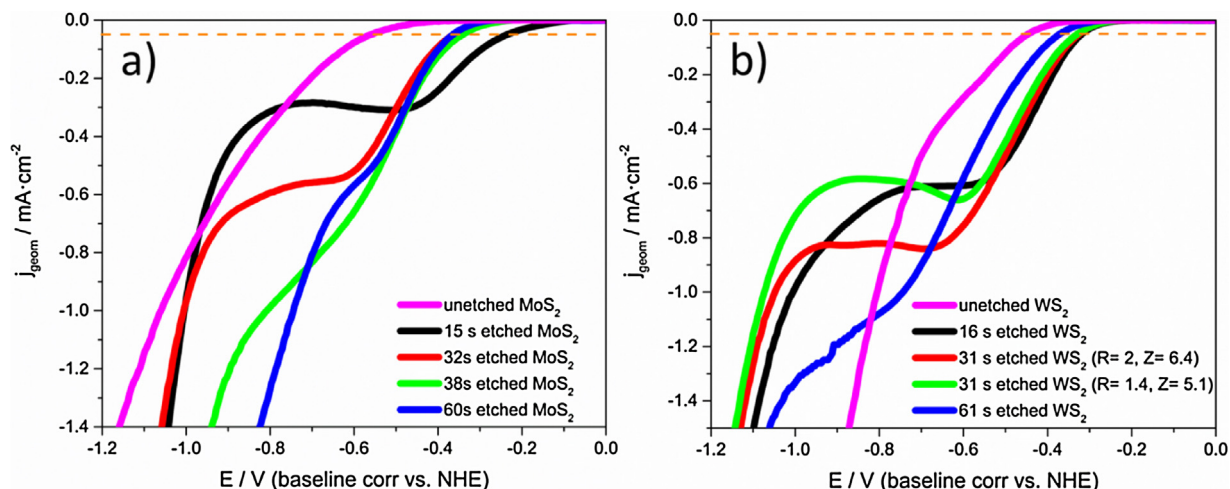 a)
0.0
-0.2
-0.4
-0.6
-0.8
-1.0
-1.2
-1.4
j_geom / mA·cm⁻²
unetched MoS₂
15 s etched MoS₂
32s etched MoS₂
38s etched MoS₂
60s etched MoS₂
-1.2 -1.0 -0.8 -0.6 -0.4 -0.2 0.0
E / V (baseline corr vs. NHE)
b)
0.0
-0.2
-0.4
-0.6
-0.8
-1.0
-1.2
-1.4
j_geom / mA·cm⁻²
unetched WS₂
16 s etched WS₂
31 s etched WS₂ (R= 2, Z= 6.4)
31 s etched WS₂ (R= 1.4, Z= 5.1)
61 s etched WS₂
-1.2 -1.0 -0.8 -0.6 -0.4 -0.2 0.0
E / V (baseline corr vs. NHE)